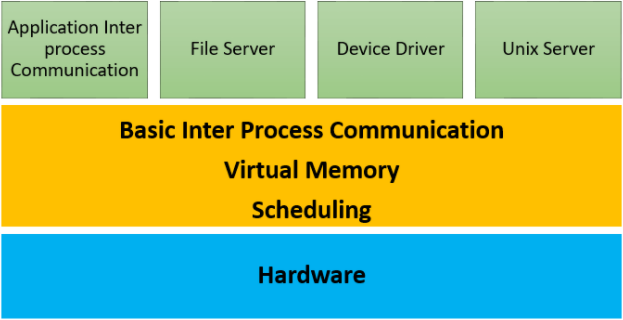 Application Inter
process
Communication
File Server
Device Driver
Unix Server
Basic Inter Process Communication
Virtual Memory
Scheduling
Hardware